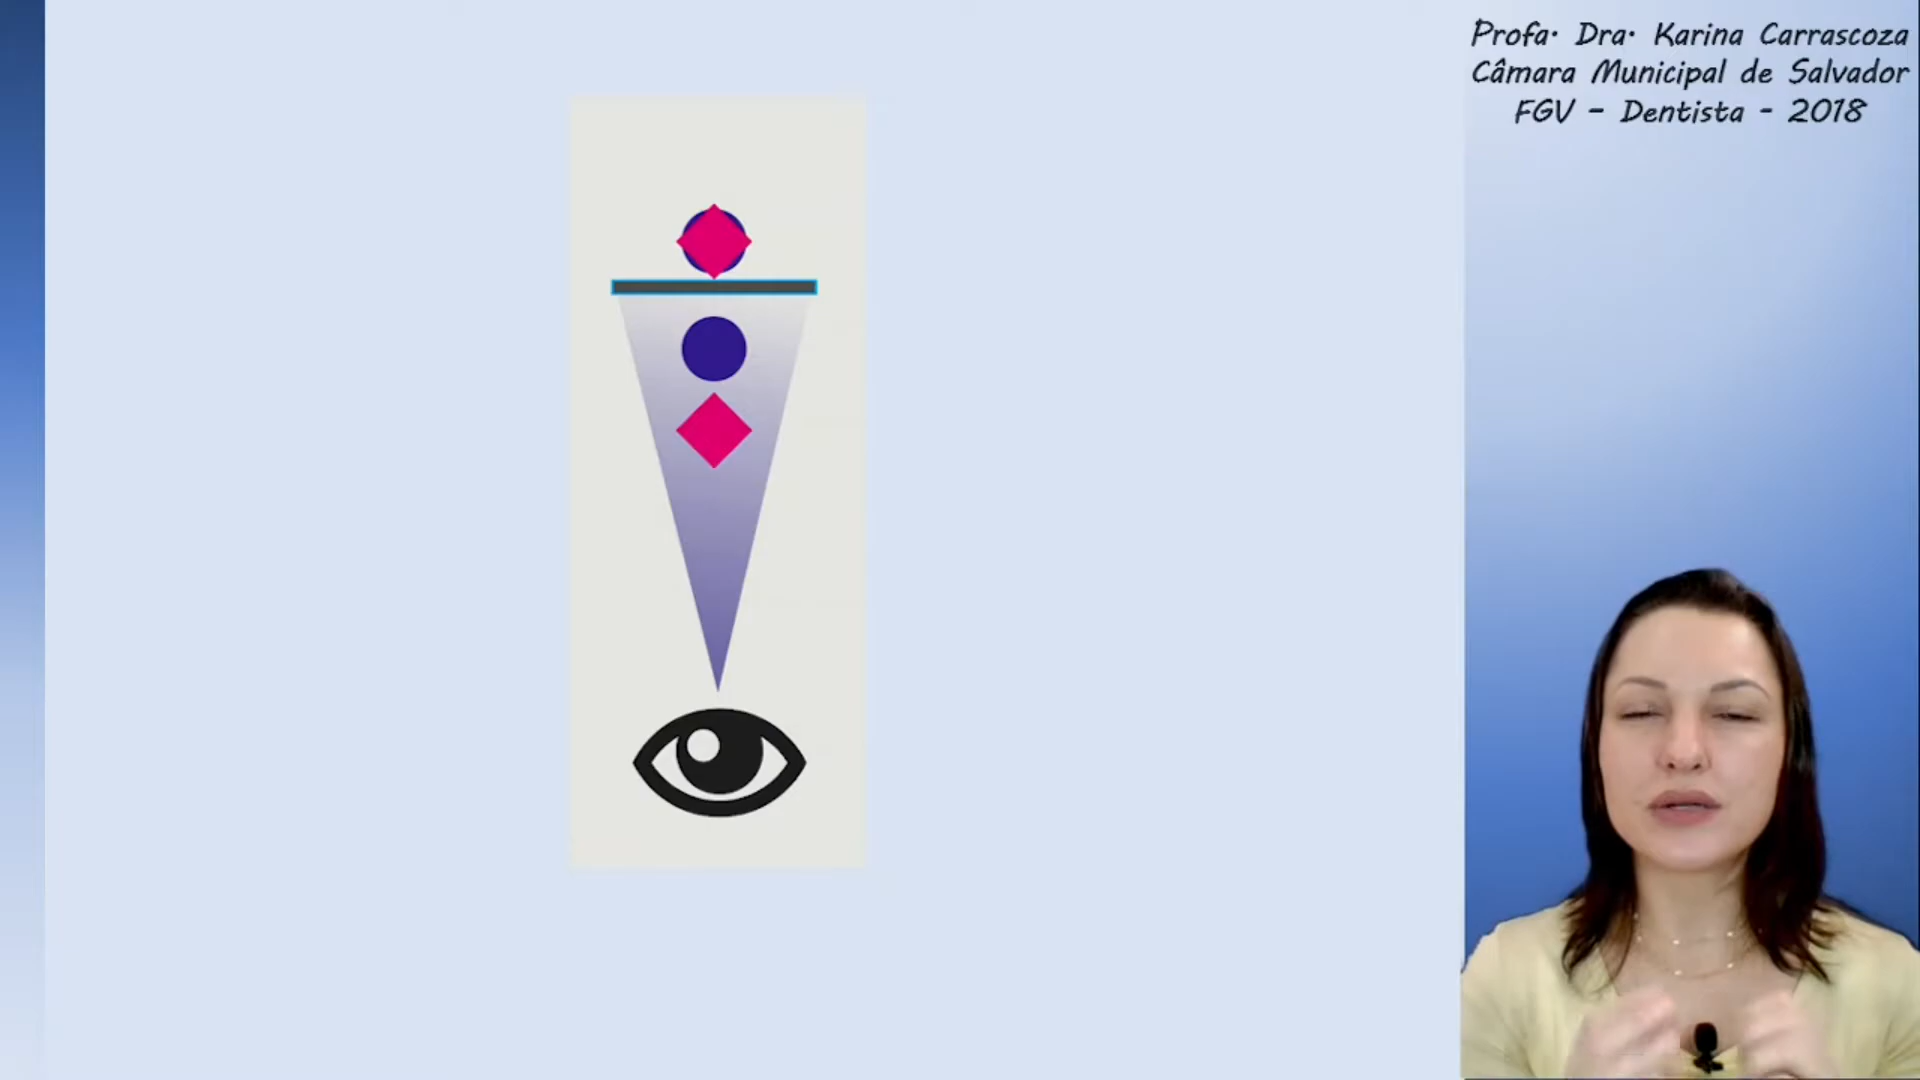 Profa. Dra. Karina Carrascoza
Câmara Municipal de Salvador
FGV - Dentista - 2018